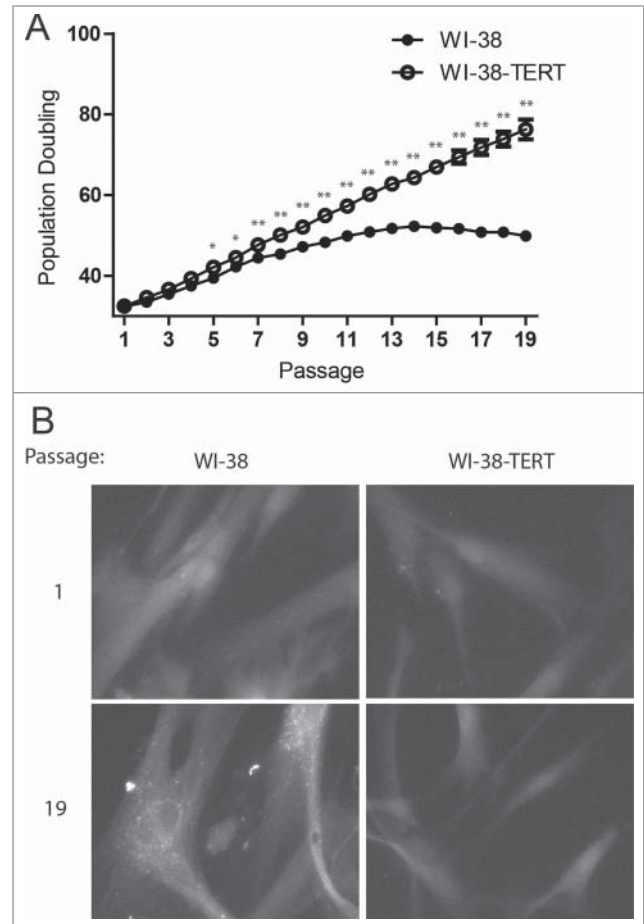 A
100
80
60
40
Population Doubling
WI-38
WI-38-TERT
* * ** ** ** ** ** ** ** ** ** ** ** ** **
1 3 5 7 9 11 13 15 17 19
Passage
B
Passage: WI-38 WI-38-TERT
1
19